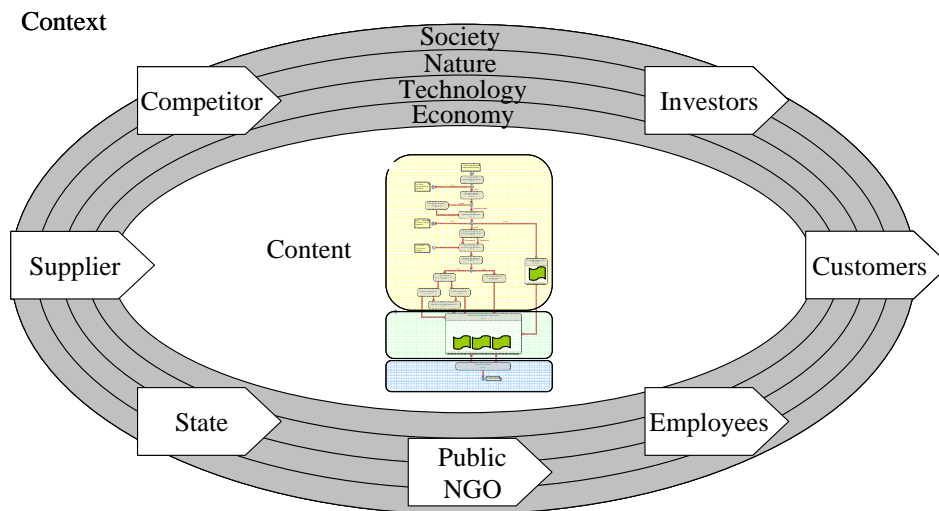 Context
Society
Nature
Technology
Economy
Competitor
Investors
Content
Supplier
Customers
State
Employees
Public
NGO